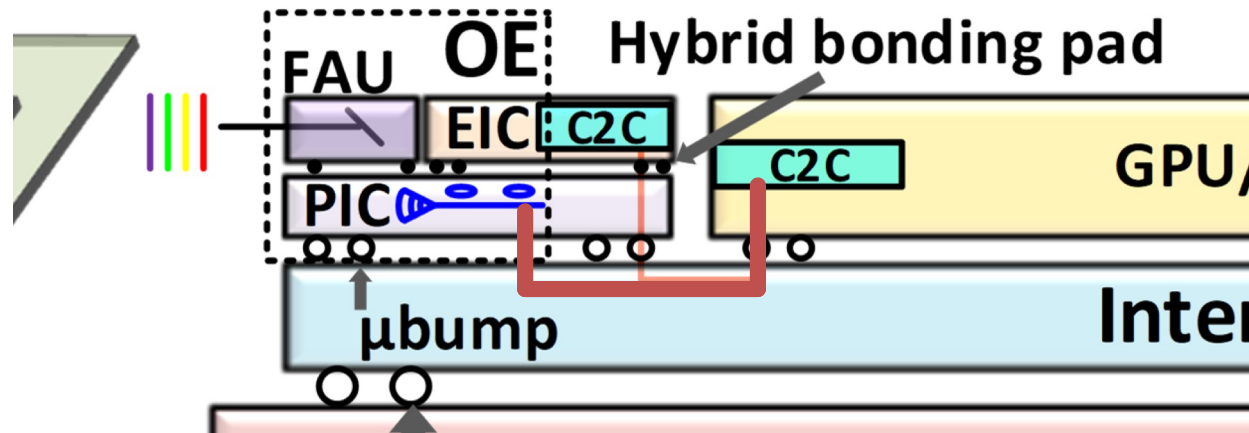 OE
Hybrid bonding pad
FAU
EIC
C2C
C2C
GPU/
PIC
Inter
μbump